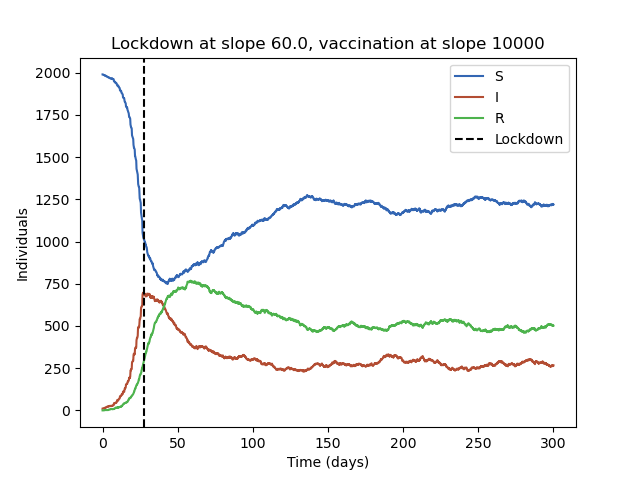 Lockdown at slope 60.0, vaccination at slope 10000
S
I
R
Lockdown
Individuals
2000
1750
1500
1250
1000
750
500
250
0
0 50 100 150 200 250 300
Time (days)